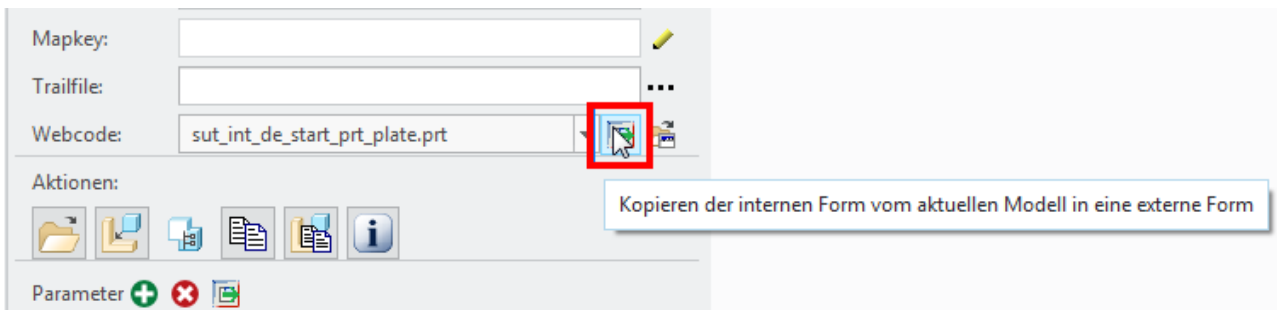 Mapkey:
Trailfile:
Webcode: sut_int_de_start_prt_plate.prt
Aktionen:
Kopieren der internen Form vom aktuellen Modell in eine externe Form
Parameter